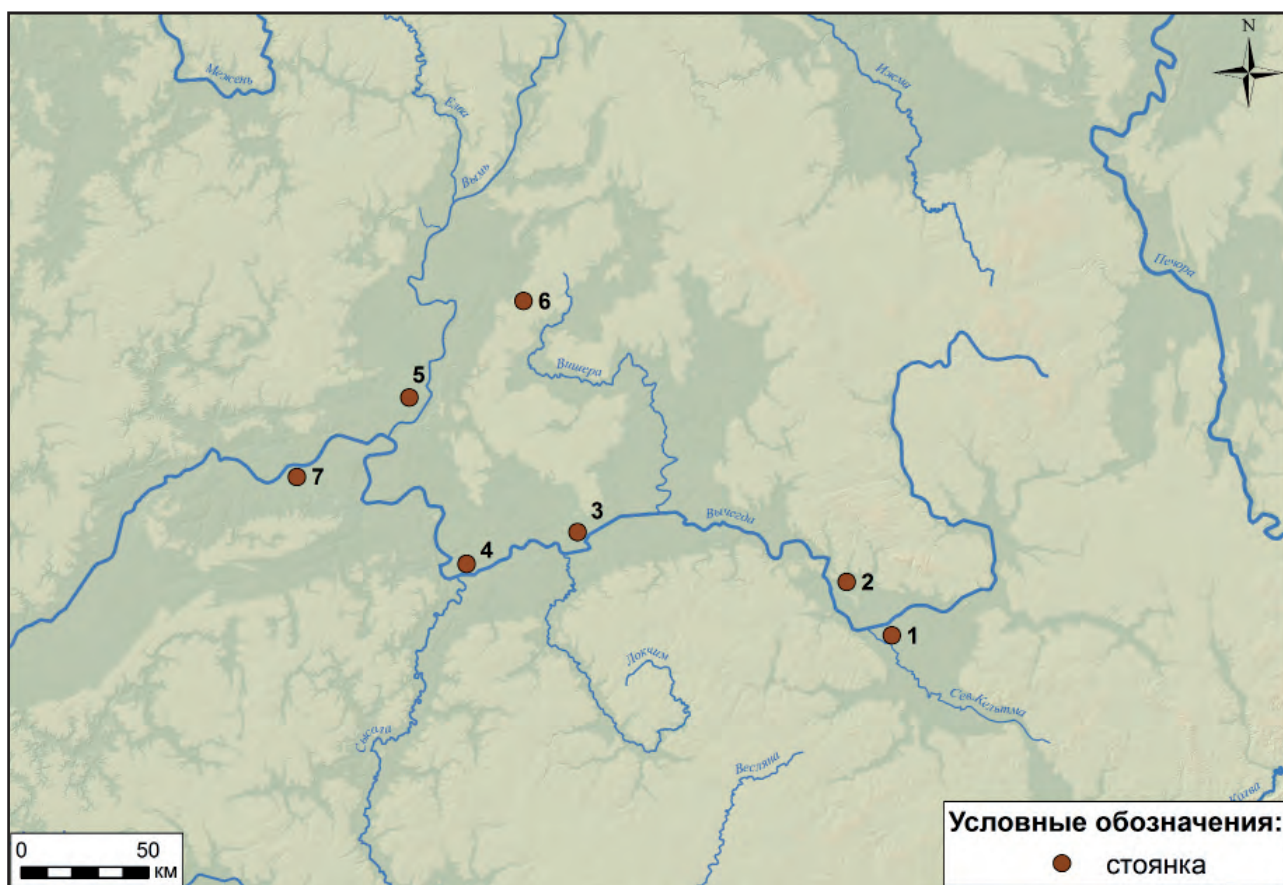 N
Мезень
Елва
Вымь
Ижма
Печора
6
Вишера
5
7
3
Вычегда
4
2
1
Локчим
Сев.Кельтма
Сысола
Весляна
Колва
Условные обозначения:
стоянка
0 50
км